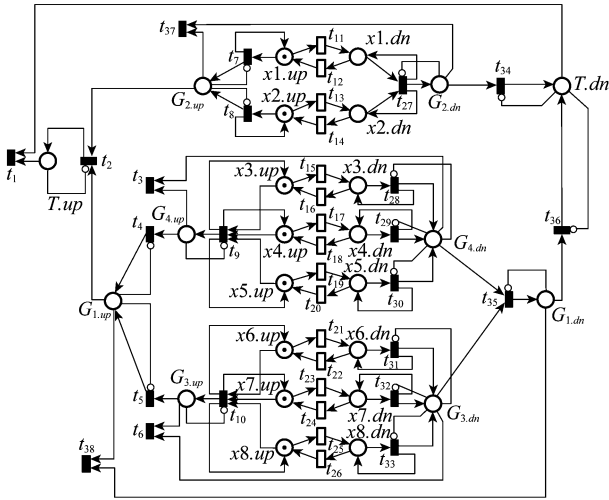 t37
t11
x1.dn
t7
x1.up
t12
t34
T.dn
G2.up
x2.up
t13
t27
G2.dn
t8
t14
x2.dn
t1
t2
T.up
t3
x3.up
t15
x3.dn
t16
t28
G4.up
t4
t17
t29
t36
t9
x4.up
t18
x4.dn
G4.dn
x5.dn
t19
t35
G1.up
x5.up
t20
t30
G1.dn
x6.up
t21
x6.dn
t22
t31
G3.up
x7.up
t23
t32
t5
G3.dn
t10
t24
x7.dn
t6
x8.dn
x8.up
t25
t38
t26
t33